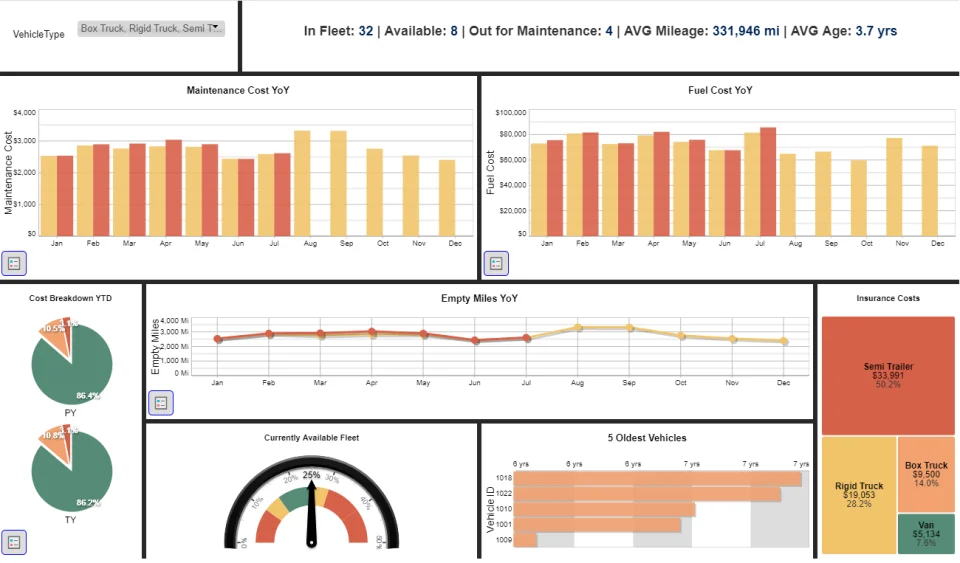 VehicleType
Box Truck, Rigid Truck, Semi T...
In Fleet: 32 | Available: 8 | Out for Maintenance: 4 | AVG Mileage: 331,946 mi | AVG Age: 3.7 yrs
Maintenance Cost YoY
Maintenance Cost
$4,000
$3,000
$2,000
$1,000
$0
Jan Feb Mar Apr May Jun Jul Aug Sep Oct Nov Dec
Fuel Cost YoY
Fuel Cost
$100,000
$80,000
$60,000
$40,000
$20,000
$0
Jan Feb Mar Apr May Jun Jul Aug Sep Oct Nov Dec
Cost Breakdown YTD
10.5% 3.1%
86.4%
PY
10.8% 3.1%
86.2%
TY
Empty Miles YoY
Empty Miles
4,000 Mi
3,000 Mi
2,000 Mi
1,000 Mi
0 Mi
Jan Feb Mar Apr May Jun Jul Aug Sep Oct Nov Dec
Currently Available Fleet
25%
0% 10% 20% 30% 40% 50%
5 Oldest Vehicles
6 yrs 6 yrs 6 yrs 7 yrs 7 yrs 7 yrs
Vehicle ID
1018
1022
1010
1001
1009
Insurance Costs
Semi Trailer
$33,991
50.2%
Rigid Truck
$19,053
28.2%
Box Truck
$9,500
14.0%
Van
$5,134
7.6%